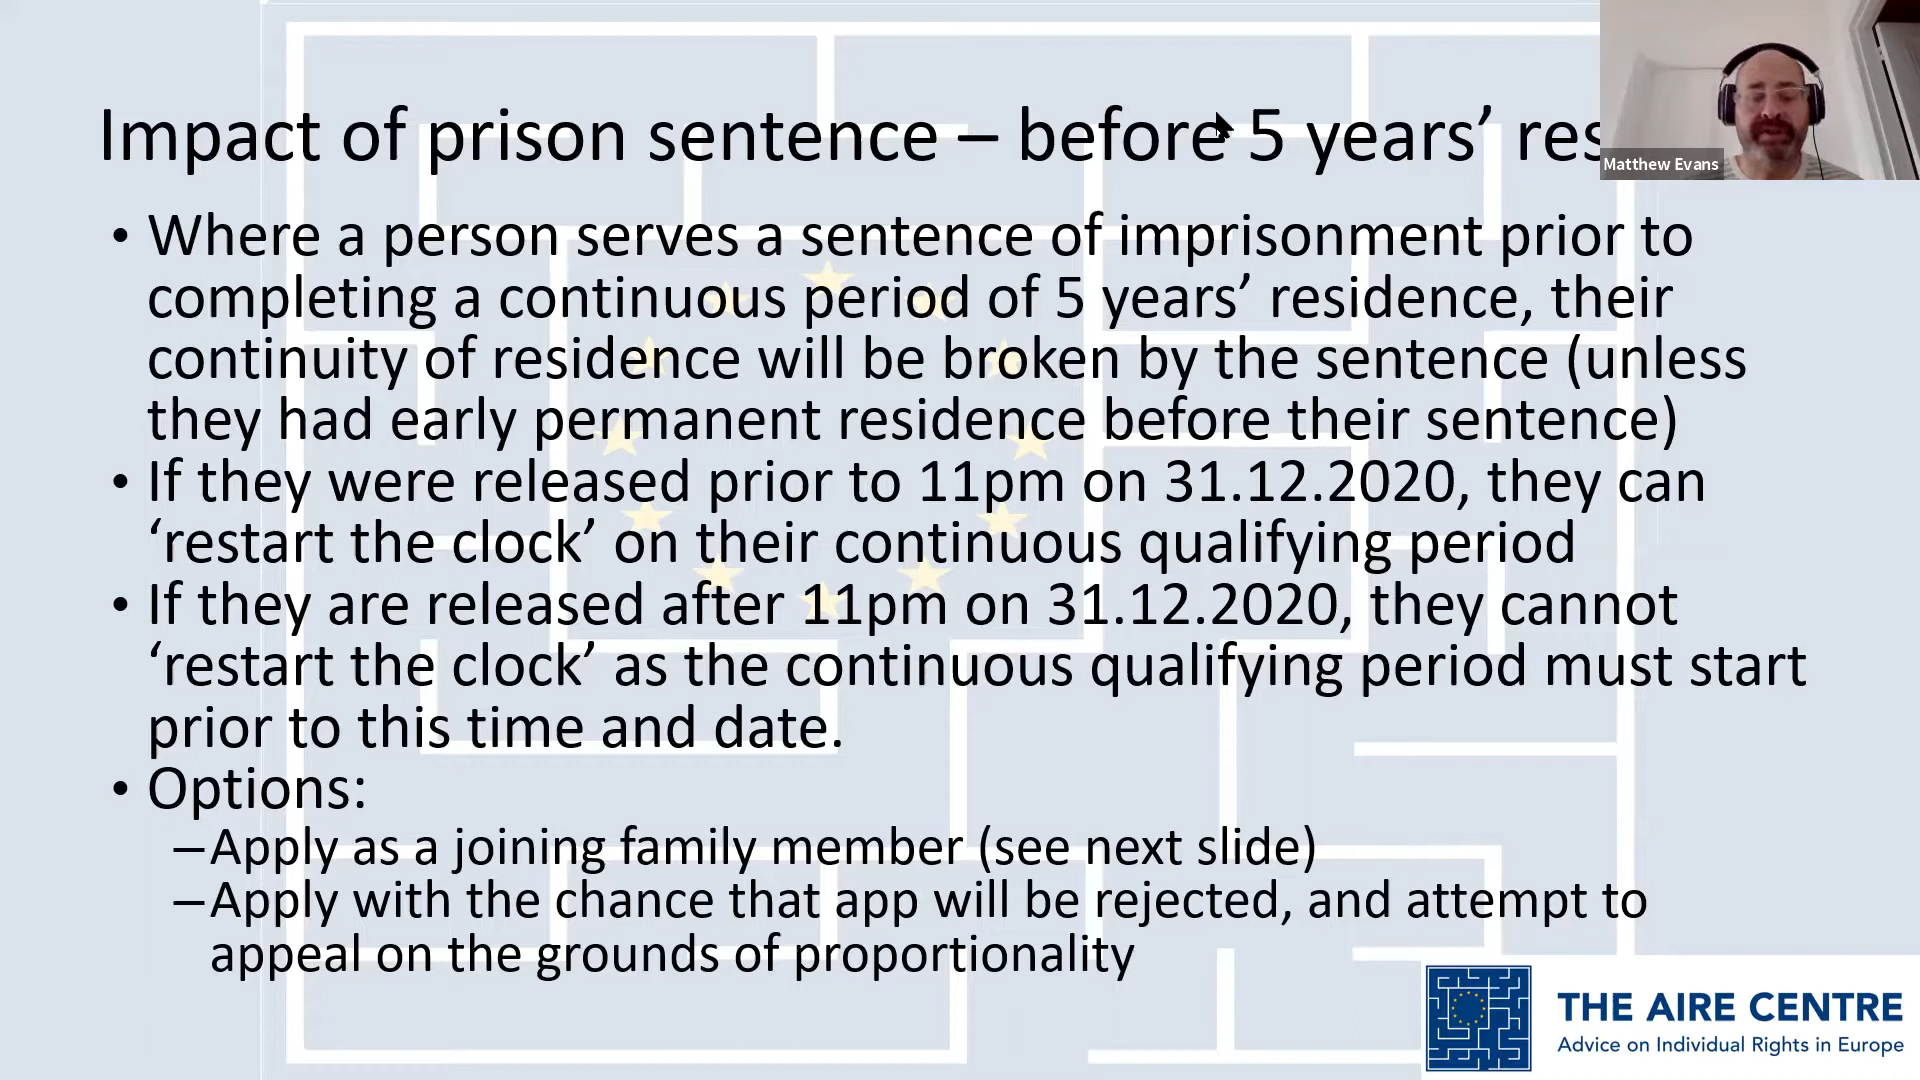 Impact of prison sentence – before 5 years’ res
Matthew Evans
• Where a person serves a sentence of imprisonment prior to
completing a continuous period of 5 years’ residence, their
continuity of residence will be broken by the sentence (unless
they had early permanent residence before their sentence)
• If they were released prior to 11pm on 31.12.2020, they can
‘restart the clock’ on their continuous qualifying period
• If they are released after 11pm on 31.12.2020, they cannot
‘restart the clock’ as the continuous qualifying period must start
prior to this time and date.
• Options:
–Apply as a joining family member (see next slide)
–Apply with the chance that app will be rejected, and attempt to
appeal on the grounds of proportionality
THE AIRE CENTRE
Advice on Individual Rights in Europe